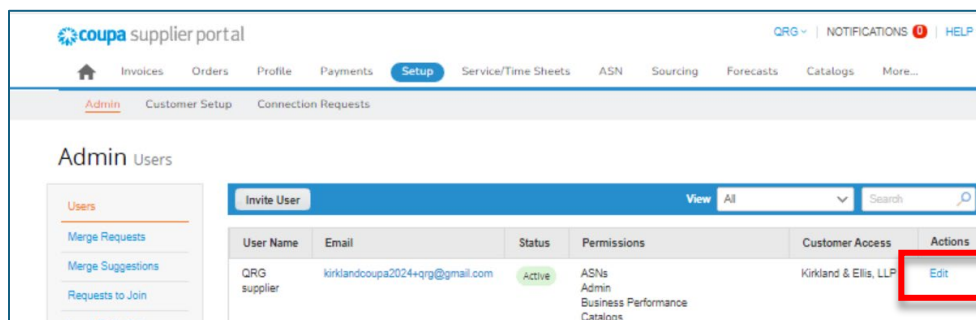 coupa supplier portal
QRG NOTIFICATIONS 0 HELP
Invoices Orders Profile Payments Setup Service/Time Sheets ASN Sourcing Forecasts Catalogs More...
Admin Customer Setup Connection Requests
Admin Users
Users
Merge Requests
Merge Suggestions
Requests to Join
Invite User View All Search
User Name Email Status Permissions Customer Access Actions
QRG supplier kirklandcoupa2024+qrg@gmail.com Active ASNs Kirkland & Ellis, LLP Edit
Admin
Business Performance
Catalogs